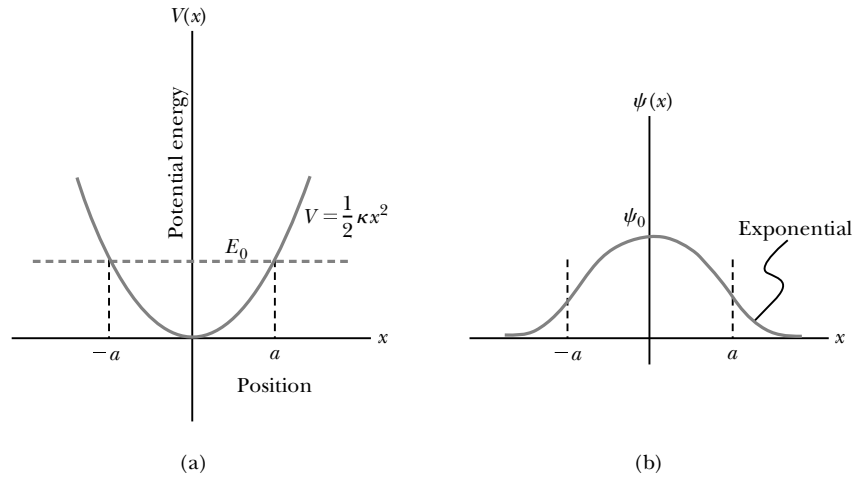 V(x)
Potential energy
V = 1/2 κx²
E₀
−a
a
x
Position
(a)
ψ(x)
ψ₀
Exponential
−a
a
x
(b)